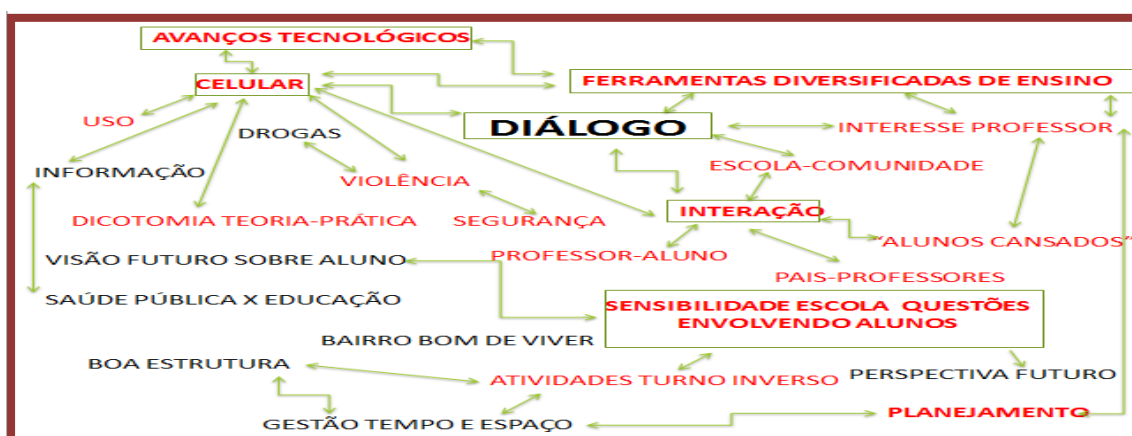 AVANÇOS TECNOLÓGICOS
CELULAR
FERRAMENTAS DIVERSIFICADAS DE ENSINO
USO
DROGAS
DIÁLOGO
INTERESSE PROFESSOR
INFORMAÇÃO
VIOLÊNCIA
ESCOLA-COMUNIDADE
DICOTOMIA TEORIA-PRÁTICA
SEGURANÇA
INTERAÇÃO
VISÃO FUTURO SOBRE ALUNO
PROFESSOR-ALUNO
"ALUNOS CANSADOS"
PAIS-PROFESSORES
SAÚDE PÚBLICA X EDUCAÇÃO
SENSIBILIDADE ESCOLA QUESTÕES
ENVOLVENDO ALUNOS
BAIRRO BOM DE VIVER
BOA ESTRUTURA
ATIVIDADES TURNO INVERSO
PERSPECTIVA FUTURO
GESTÃO TEMPO E ESPAÇO
PLANEJAMENTO